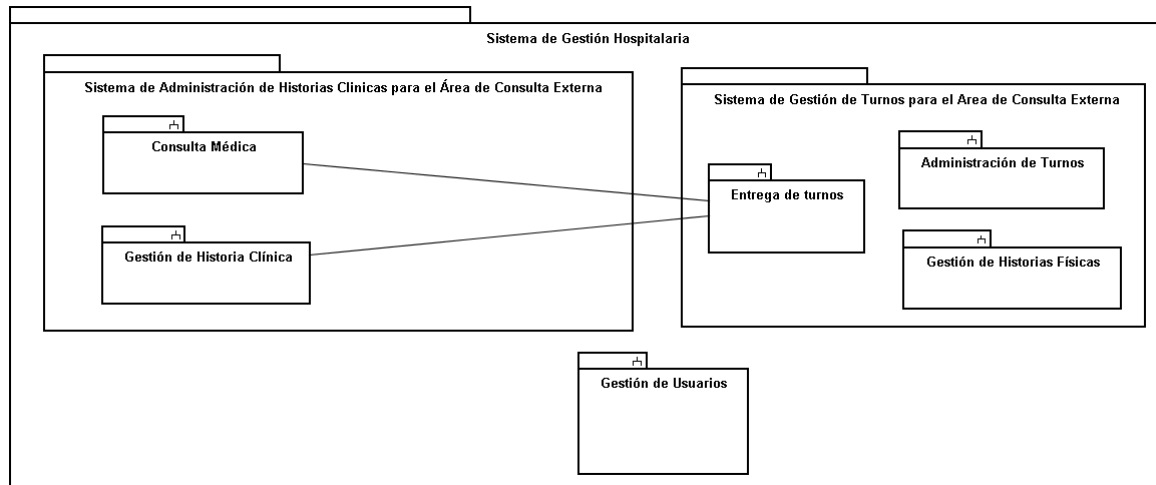 Sistema de Gestión Hospitalaria
Sistema de Administración de Historias Clinicas para el Área de Consulta Externa
Consulta Médica
Gestión de Historia Clínica
Sistema de Gestión de Turnos para el Area de Consulta Externa
Entrega de turnos
Administración de Turnos
Gestión de Historias Físicas
Gestión de Usuarios